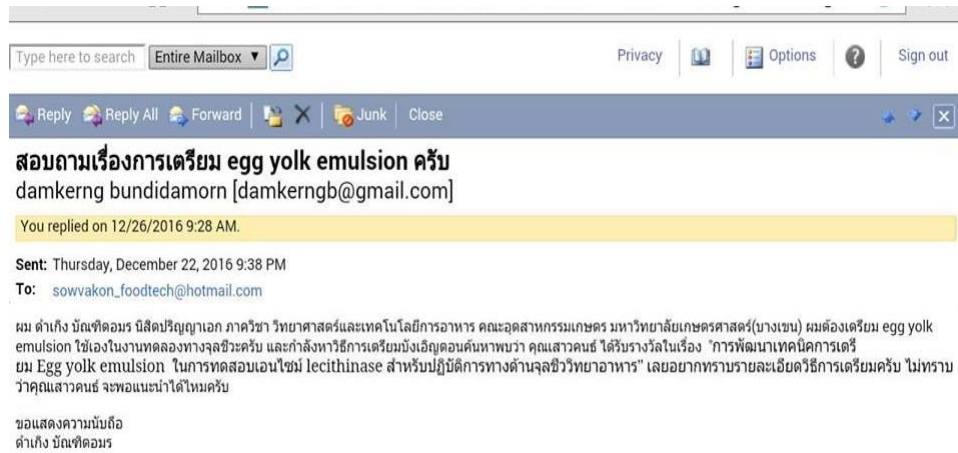 Type here to search Entire Mailbox Privacy Options Sign out
Reply Reply All Forward Junk Close
สอบถามเรื่องการเตรียม egg yolk emulsion ครับ
damkerng bundidamorn [damkerngb@gmail.com]
You replied on 12/26/2016 9:28 AM.
Sent: Thursday, December 22, 2016 9:38 PM
To: sowvakon_foodtech@hotmail.com
ผม ดำเกิง บัณฑิตอมร นิสิตปริญญาเอก ภาควิชา วิทยาศาสตร์และเทคโนโลยีการอาหาร คณะอุตสาหกรรมเกษตร มหาวิทยาลัยเกษตรศาสตร์(บางเขน) ผมต้องเตรียม egg yolk
emulsion ใช้เองในงานทดลองทางจุลชีวะครับ และกำลังหาวิธีการเตรียมบังเอิญตอนค้นหาพบว่า คุณเสาวคนธ์ ได้รับรางวัลในเรื่อง "การพัฒนาเทคนิคการเตรี
ยม Egg yolk emulsion ในการทดสอบเอนไซม์ lecithinase สำหรับปฏิบัติการทางด้านจุลชีววิทยาอาหาร" เลยอยากทราบรายละเอียดวิธีการเตรียมครับ ไม่ทราบ
ว่าคุณเสาวคนธ์ จะพอแนะนำได้ไหมครับ
ขอแสดงความนับถือ
ดำเกิง บัณฑิตอมร